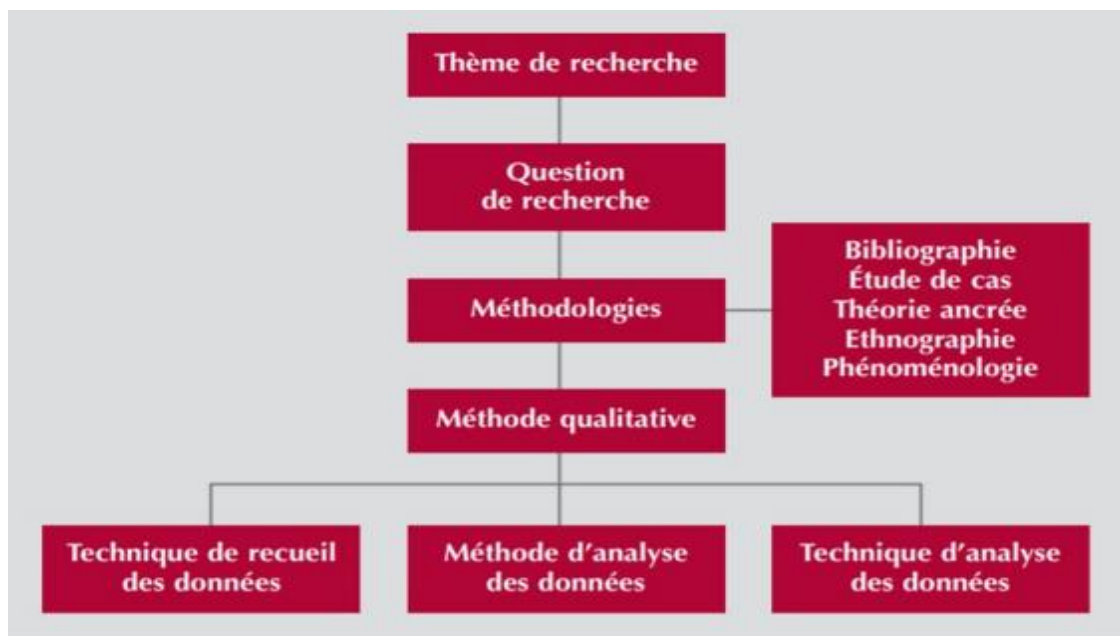 Thème de recherche
Question
de recherche
Méthodologies
Bibliographie
Étude de cas
Théorie ancrée
Ethnographie
Phénoménologie
Méthode qualitative
Technique de recueil
des données
Méthode d'analyse
des données
Technique d'analyse
des données